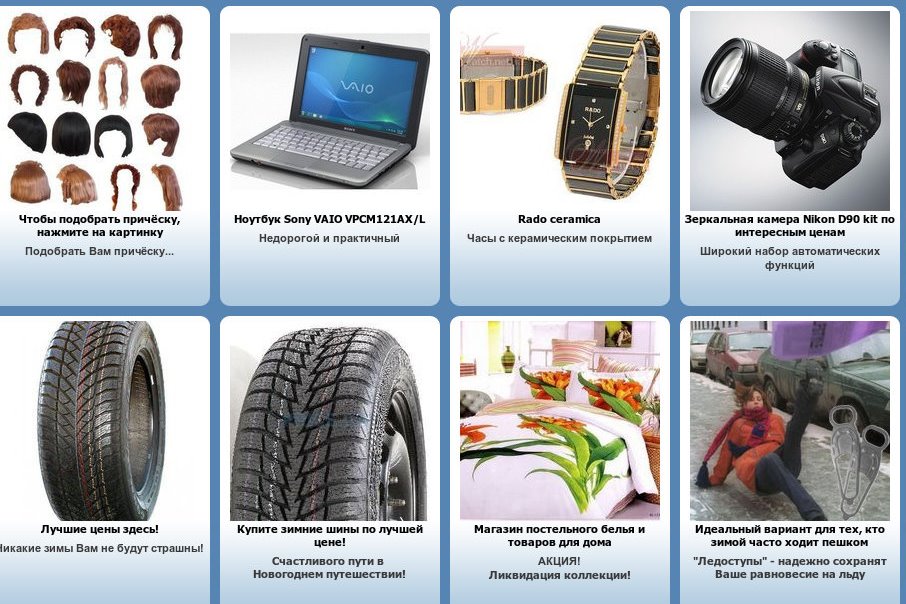 VAIO
SONY
RADO
Чтобы подобрать причёску,
нажмите на картинку
Подобрать Вам причёску...
Ноутбук Sony VAIO VPCM121AX/L
Недорогой и практичный
Rado ceramica
Часы с керамическим покрытием
Зеркальная камера Nikon D90 kit по
интересным ценам
Широкий набор автоматических
функций
Лучшие цены здесь!
Никакие зимы Вам не будут страшны!
Купите зимние шины по лучшей
цене!
Счастливого пути в
Новогоднем путешествии!
Магазин постельного белья и
товаров для дома
АКЦИЯ!
Ликвидация коллекции!
Идеальный вариант для тех, кто
зимой часто ходит пешком
"Ледоступы" - надежно сохранят
Ваше равновесие на льду